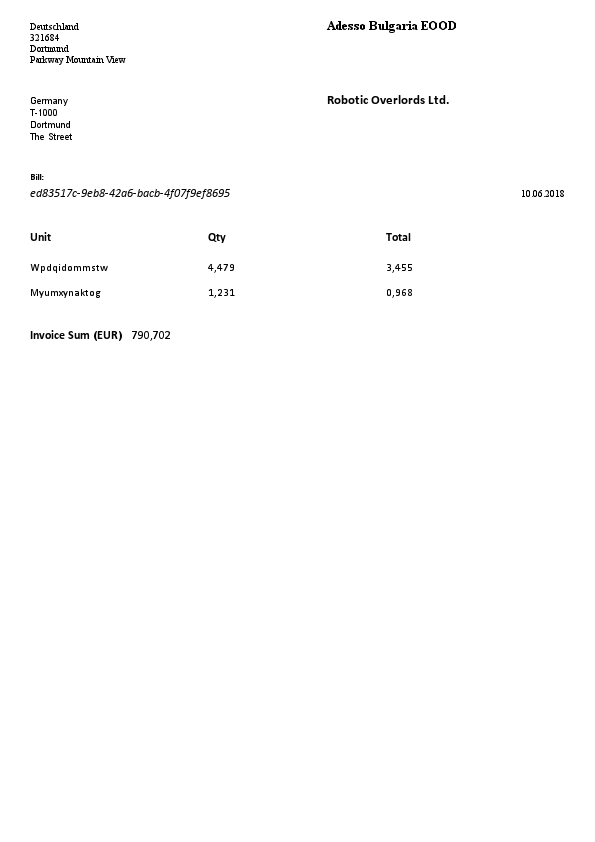 Deutschland
321684
Dortmund
Parkway Mountain View
Adesso Bulgaria EOOD
Germany
T-1000
Dortmund
The Street
Robotic Overlords Ltd.
Bill:
ed83517c-9eb8-42a6-bacb-4f07f9ef8695 10.06.2018
Unit Qty Total
Wpdqidommstw 4,479 3,455
Myumxynaktog 1,231 0,968
Invoice Sum (EUR) 790,702